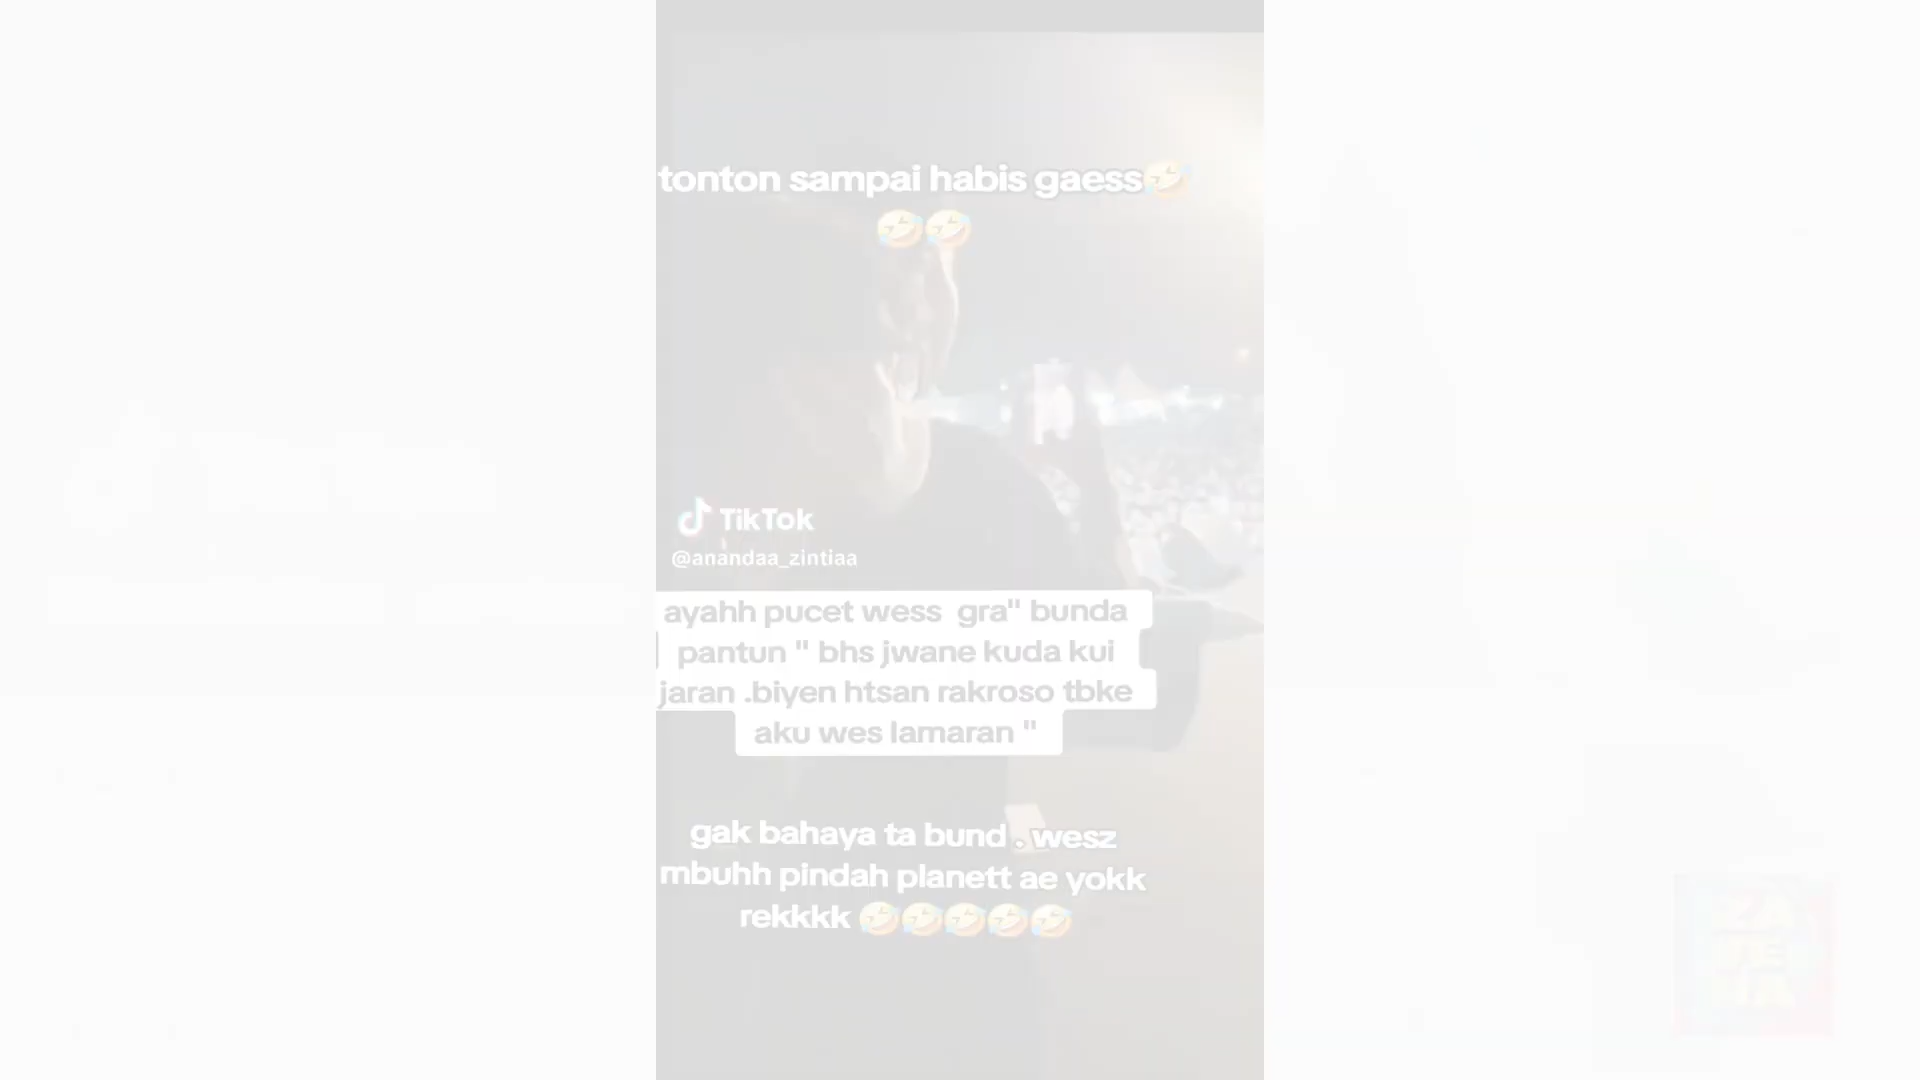 tonton sampai habis gaess🤣
🤣🤣
TikTok
@anandaa_zintiaa
ayahh pucet wess gra" bunda
pantun " bhs jwane kuda kui
jaran .biyen htsan rakroso tbke
aku wes lamaran "
gak bahaya ta bund . wesz
mbuhh pindah planett ae yokk
rekkkk 🤣🤣🤣🤣🤣